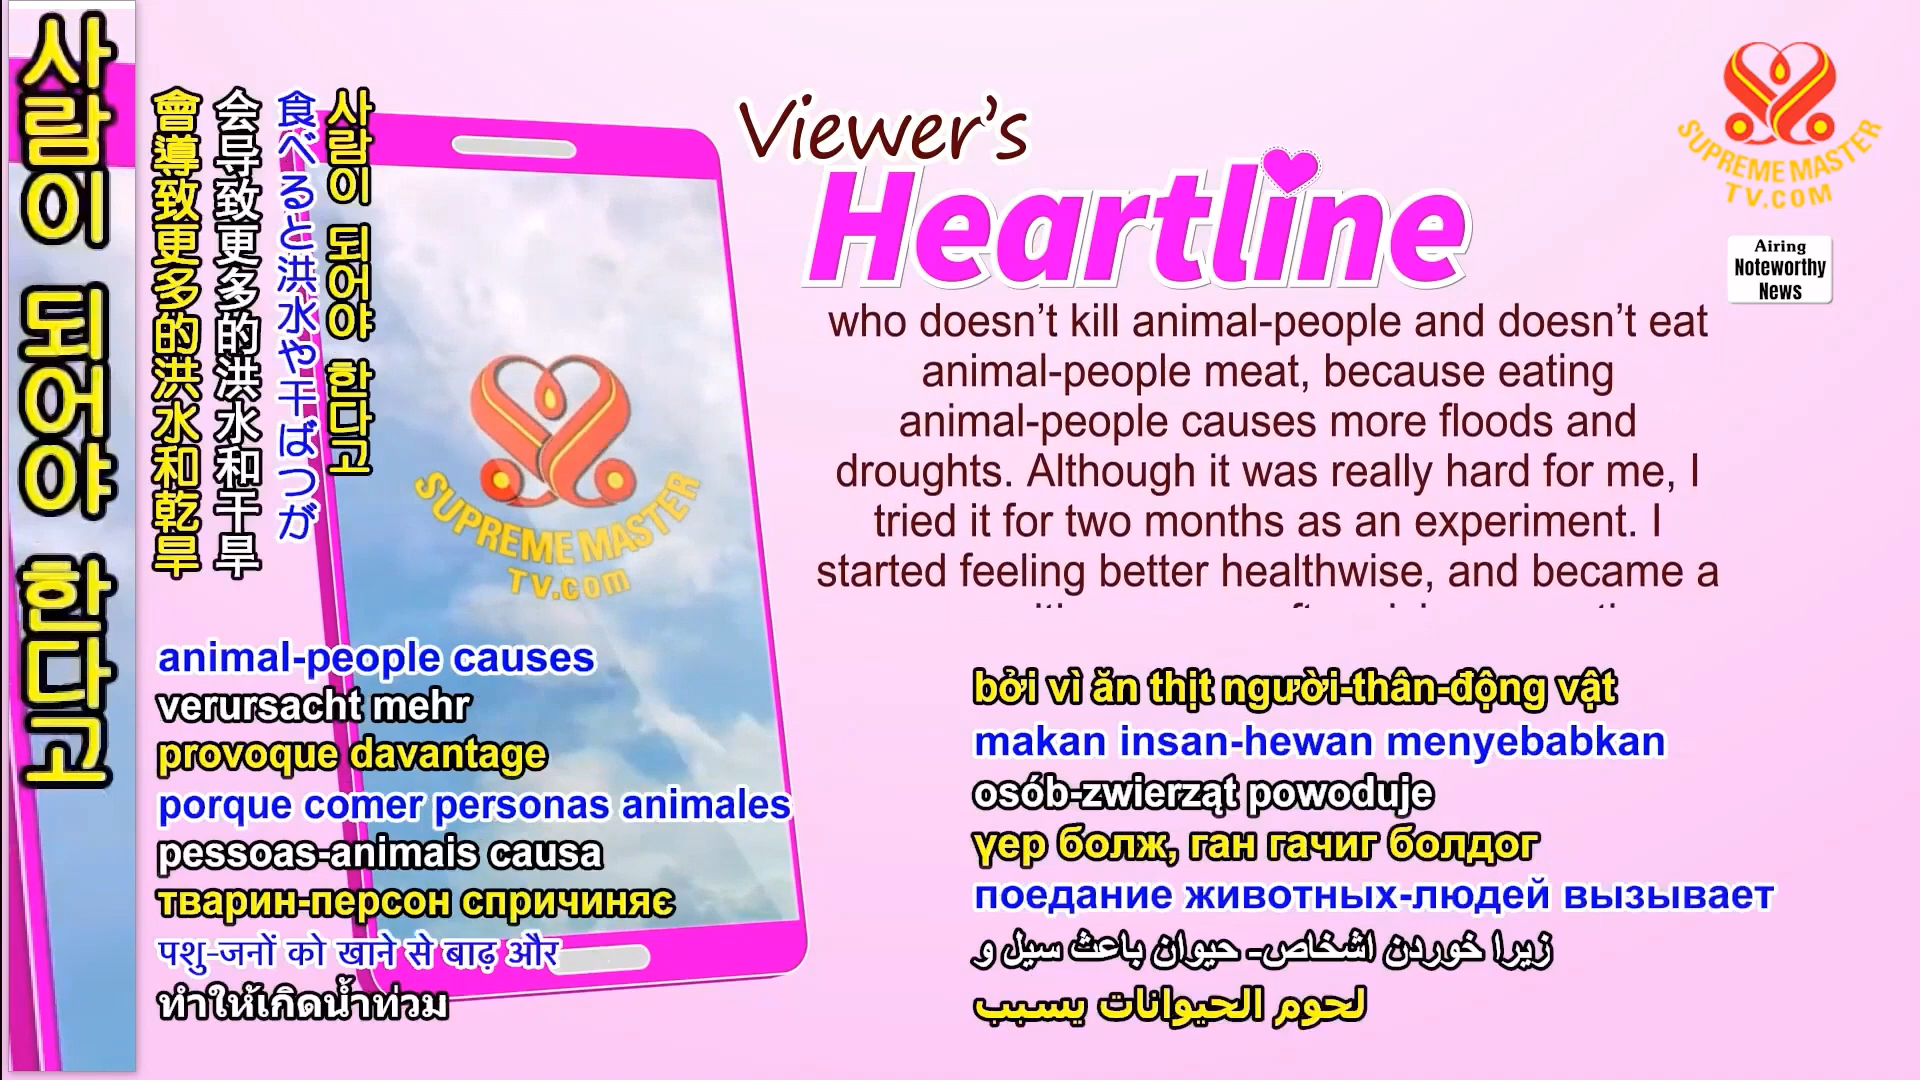 사람이 되어야 한다고
會導致更多的洪水和乾旱
会导致更多的洪水和干旱
食べると洪水や干ばつが
사람이 되어야 한다고
Viewer’s
Heartline
SUPREME MASTER
TV.COM
Airing
Noteworthy
News
who doesn’t kill animal-people and doesn’t eat
animal-people meat, because eating
animal-people causes more floods and
droughts. Although it was really hard for me, I
tried it for two months as an experiment. I
started feeling better healthwise, and became a
SUPREME MASTER
TV.com
animal-people causes
verursacht mehr
provoque davantage
porque comer personas animales
pessoas-animais causa
тварин-персон спричиняє
पशु-जनों को खाने से बाढ़ और
ทำให้เกิดน้ำท่วม
bởi vì ăn thịt người-thân-động vật
makan insan-hewan menyebabkan
osób-zwierząt powoduje
үер болж, ган гачиг болдог
поедание животных-людей вызывает
زیرا خوردن اشخاص- حیوان باعث سیل و
لحوم الحيوانات يسبب